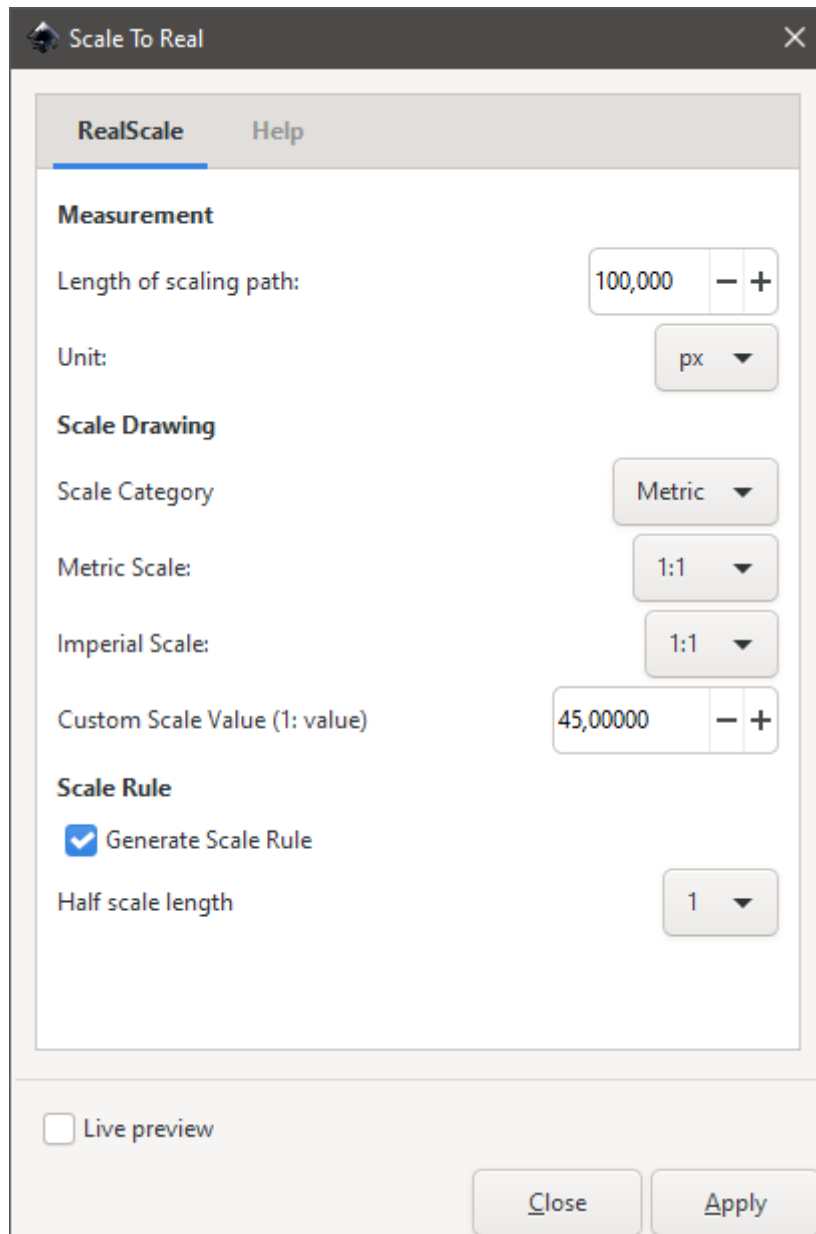 Scale To Real
RealScale Help
Measurement
Length of scaling path: 100,000
Unit: px
Scale Drawing
Scale Category Metric
Metric Scale: 1:1
Imperial Scale: 1:1
Custom Scale Value (1: value) 45,00000
Scale Rule
Generate Scale Rule
Half scale length 1
Live preview
Close Apply